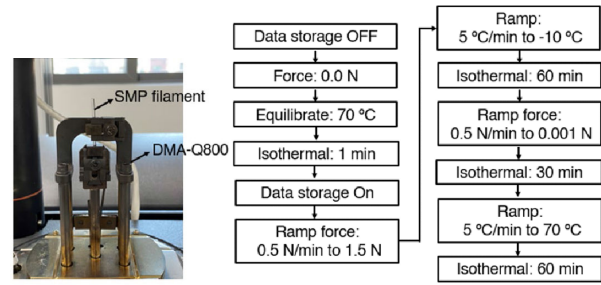 SMP filament
DMA-Q800
Data storage OFF
Force: 0.0 N
Equilibrate: 70 ºC
Isothermal: 1 min
Data storage On
Ramp force:
0.5 N/min to 1.5 N
Ramp:
5 ºC/min to -10 ºC
Isothermal: 60 min
Ramp force:
0.5 N/min to 0.001 N
Isothermal: 30 min
Ramp:
5 ºC/min to 70 ºC
Isothermal: 60 min